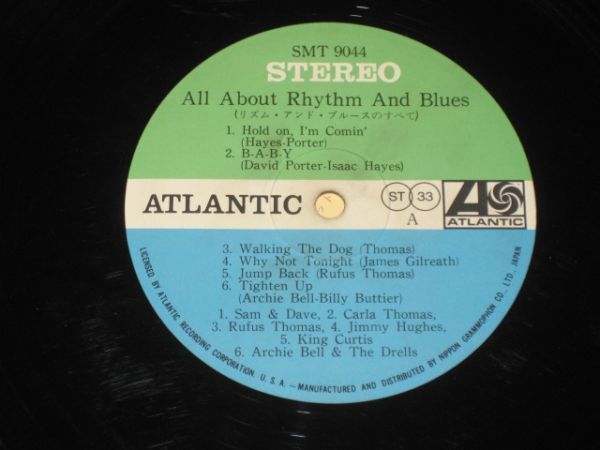 SMT 9044
STEREO
All About Rhythm And Blues
(リズム・アンド・ブルースのすべて)
1. Hold on, I'm Comin'
(Hayes-Porter)
2. B-A-B-Y
(David Porter-Isaac Hayes)
ATLANTIC
ST 33
A
ATLANTIC
3. Walking The Dog (Thomas)
4. Why Not Tonight (James Gilreath)
5. Jump Back (Rufus Thomas)
6. Tighten Up
(Archie Bell-Billy Buttier)
1. Sam & Dave, 2. Carla Thomas,
3. Rufus Thomas, 4. Jimmy Hughes,
5. King Curtis
6. Archie Bell & The Drells
LICENSED BY ATLANTIC RECORDING CORPORATION, U. S. A. —MANUFACTURED AND DISTRIBUTED BY NIPPON GRAMMOPHON CO., LTD., JAPAN